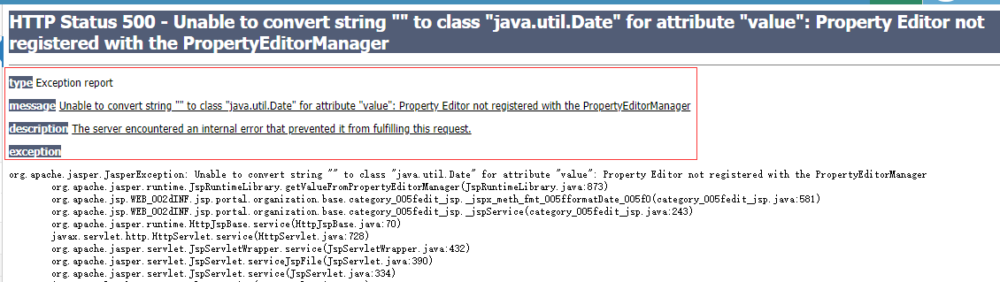 HTTP Status 500 - Unable to convert string "" to class "java.util.Date" for attribute "value": Property Editor not
registered with the PropertyEditorManager
type Exception report
message Unable to convert string "" to class "java.util.Date" for attribute "value": Property Editor not registered with the PropertyEditorManager
description The server encountered an internal error that prevented it from fulfilling this request.
exception
org.apache.jasper.JasperException: Unable to convert string "" to class "java.util.Date" for attribute "value": Property Editor not registered with the PropertyEditorManager
org.apache.jasper.runtime.JspRuntimeLibrary.getValueFromPropertyEditorManager(JspRuntimeLibrary.java:873)
org.apache.jsp.WEB_002dINF.jsp.portal.organization.base.category_005fedit_jsp._jspx_meth_fmt_005fformatDate_005f0(category_005fedit_jsp.java:581)
org.apache.jsp.WEB_002dINF.jsp.portal.organization.base.category_005fedit_jsp._jspService(category_005fedit_jsp.java:243)
org.apache.jasper.runtime.HttpJspBase.service(HttpJspBase.java:70)
javax.servlet.http.HttpServlet.service(HttpServlet.java:728)
org.apache.jasper.servlet.JspServletWrapper.service(JspServletWrapper.java:432)
org.apache.jasper.servlet.JspServlet.serviceJspFile(JspServlet.java:390)
org.apache.jasper.servlet.JspServlet.service(JspServlet.java:334)